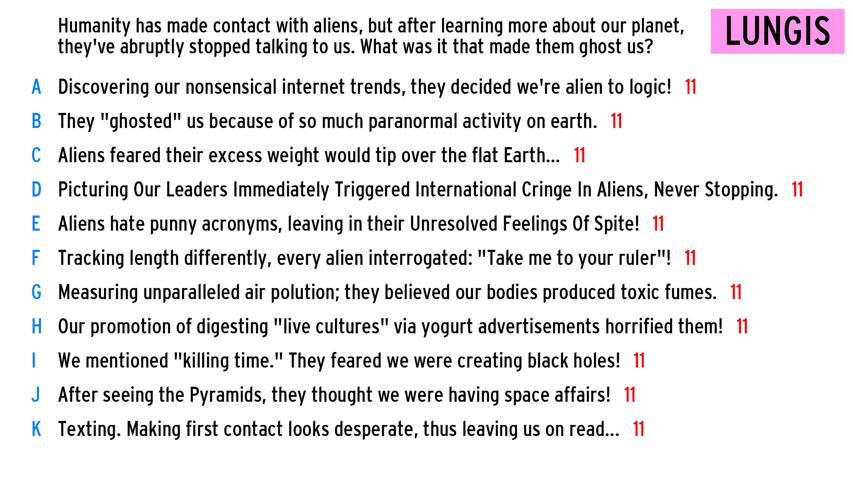 Humanity has made contact with aliens, but after learning more about our planet,
they've abruptly stopped talking to us. What was it that made them ghost us?
LUNGIS
A Discovering our nonsensical internet trends, they decided we're alien to logic! 11
B They "ghosted" us because of so much paranormal activity on earth. 11
C Aliens feared their excess weight would tip over the flat Earth... 11
D Picturing Our Leaders Immediately Triggered International Cringe In Aliens, Never Stopping. 11
E Aliens hate punny acronyms, leaving in their Unresolved Feelings Of Spite! 11
F Tracking length differently, every alien interrogated: "Take me to your ruler"! 11
G Measuring unparalleled air polution; they believed our bodies produced toxic fumes. 11
H Our promotion of digesting "live cultures" via yogurt advertisements horrified them! 11
I We mentioned "killing time." They feared we were creating black holes! 11
J After seeing the Pyramids, they thought we were having space affairs! 11
K Texting. Making first contact looks desperate, thus leaving us on read... 11